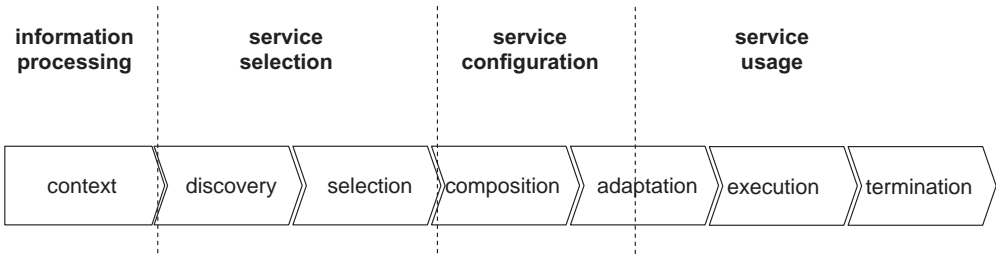 information
processing
service
selection
service
configuration
service
usage
context
discovery
selection
composition
adaptation
execution
termination